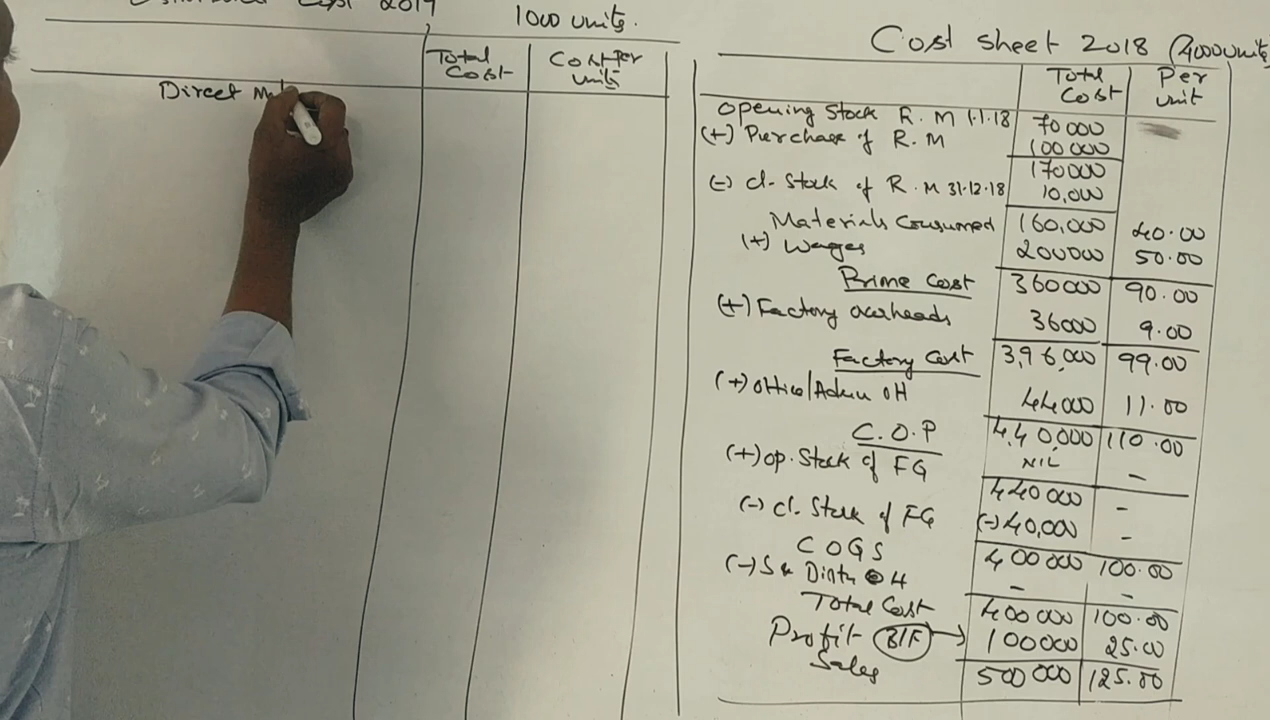 Cost 2019
1000 units.
Total Cost
Cost Per units
Direct
Cost sheet 2018 (4000 units
Total Cost
Per unit
Opening Stock R.M 1.1.18 70000
(+) Purchase of R.M 100000
170000
(-) cl. Stock of R.M 31.12.18 10,000
Materials Consumed 160,000 40.00
(+) Wages 200000 50.00
Prime Cost 360000 90.00
(+) Factory overheads 36000 9.00
Factory Cost 3,96,000 99.00
(+) Office/Admn OH 44000 11.00
C.O.P 4,40,000 110.00
(+) op. Stock of FG NIL -
440000 -
(-) cl. Stock of FG (-) 40,000 -
COGS 400000 100.00
(-) S & Distn OH - -
Total Cost 400000 100.00
Profit B/F 100000 25.00
Sales 500000 125.00